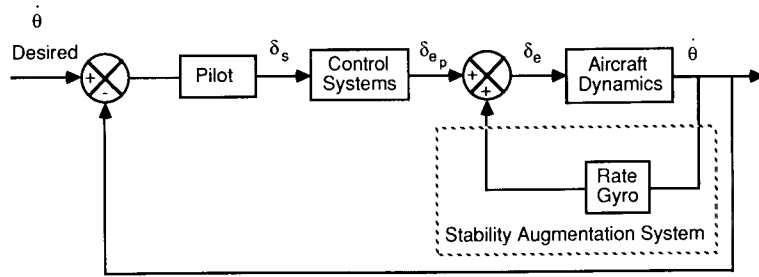 θ̇
Desired
+
-
Pilot
δs
Control
Systems
δep
+
+
δe
Aircraft
Dynamics
θ̇
Rate
Gyro
Stability Augmentation System